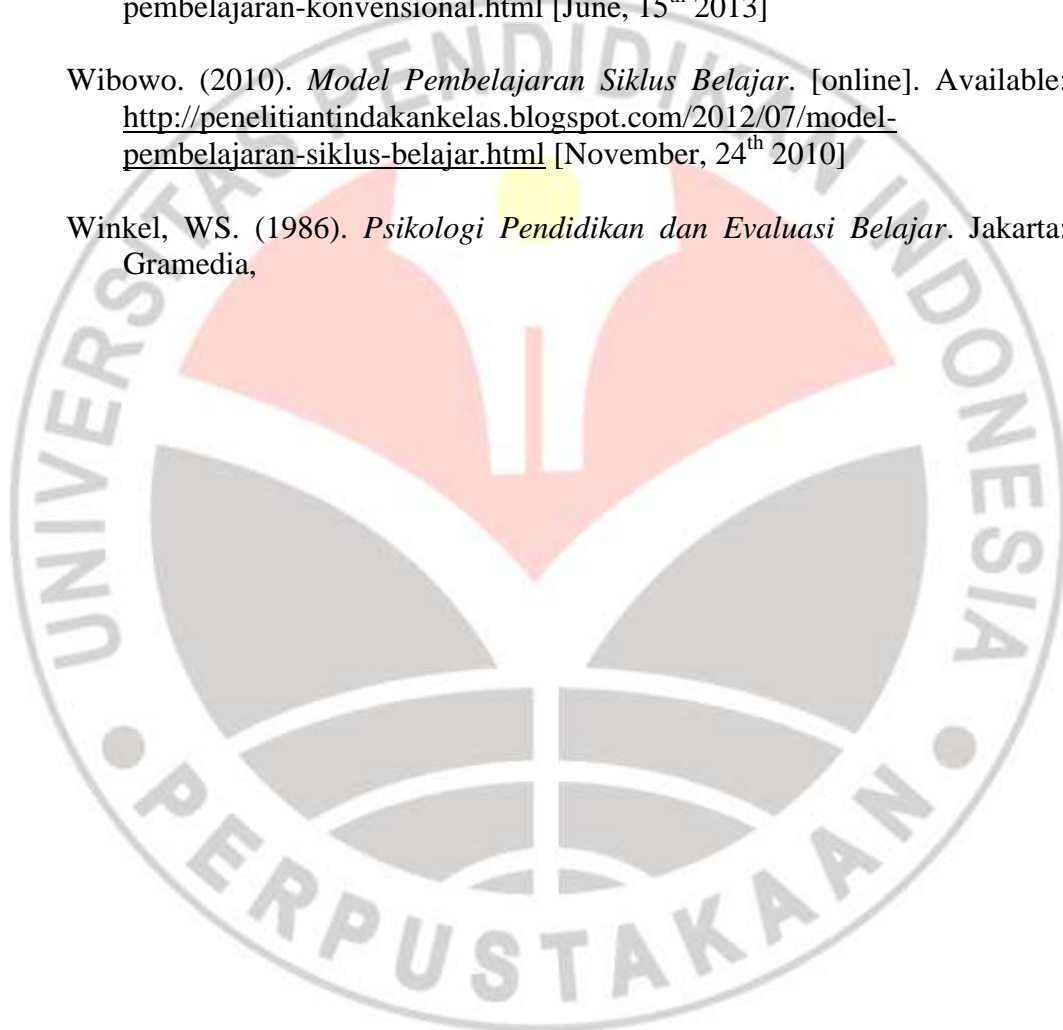 pembelajaran-konvensional.html [June, 15th 2013]
Wibowo. (2010). Model Pembelajaran Siklus Belajar. [online]. Available:
http://penelitiantindakankelas.blogspot.com/2012/07/model-
pembelajaran-siklus-belajar.html [November, 24th 2010]
Winkel, WS. (1986). Psikologi Pendidikan dan Evaluasi Belajar. Jakarta:
Gramedia,
UNIVERSITAS PENDIDIKAN INDONESIA
PERPUSTAKAAN